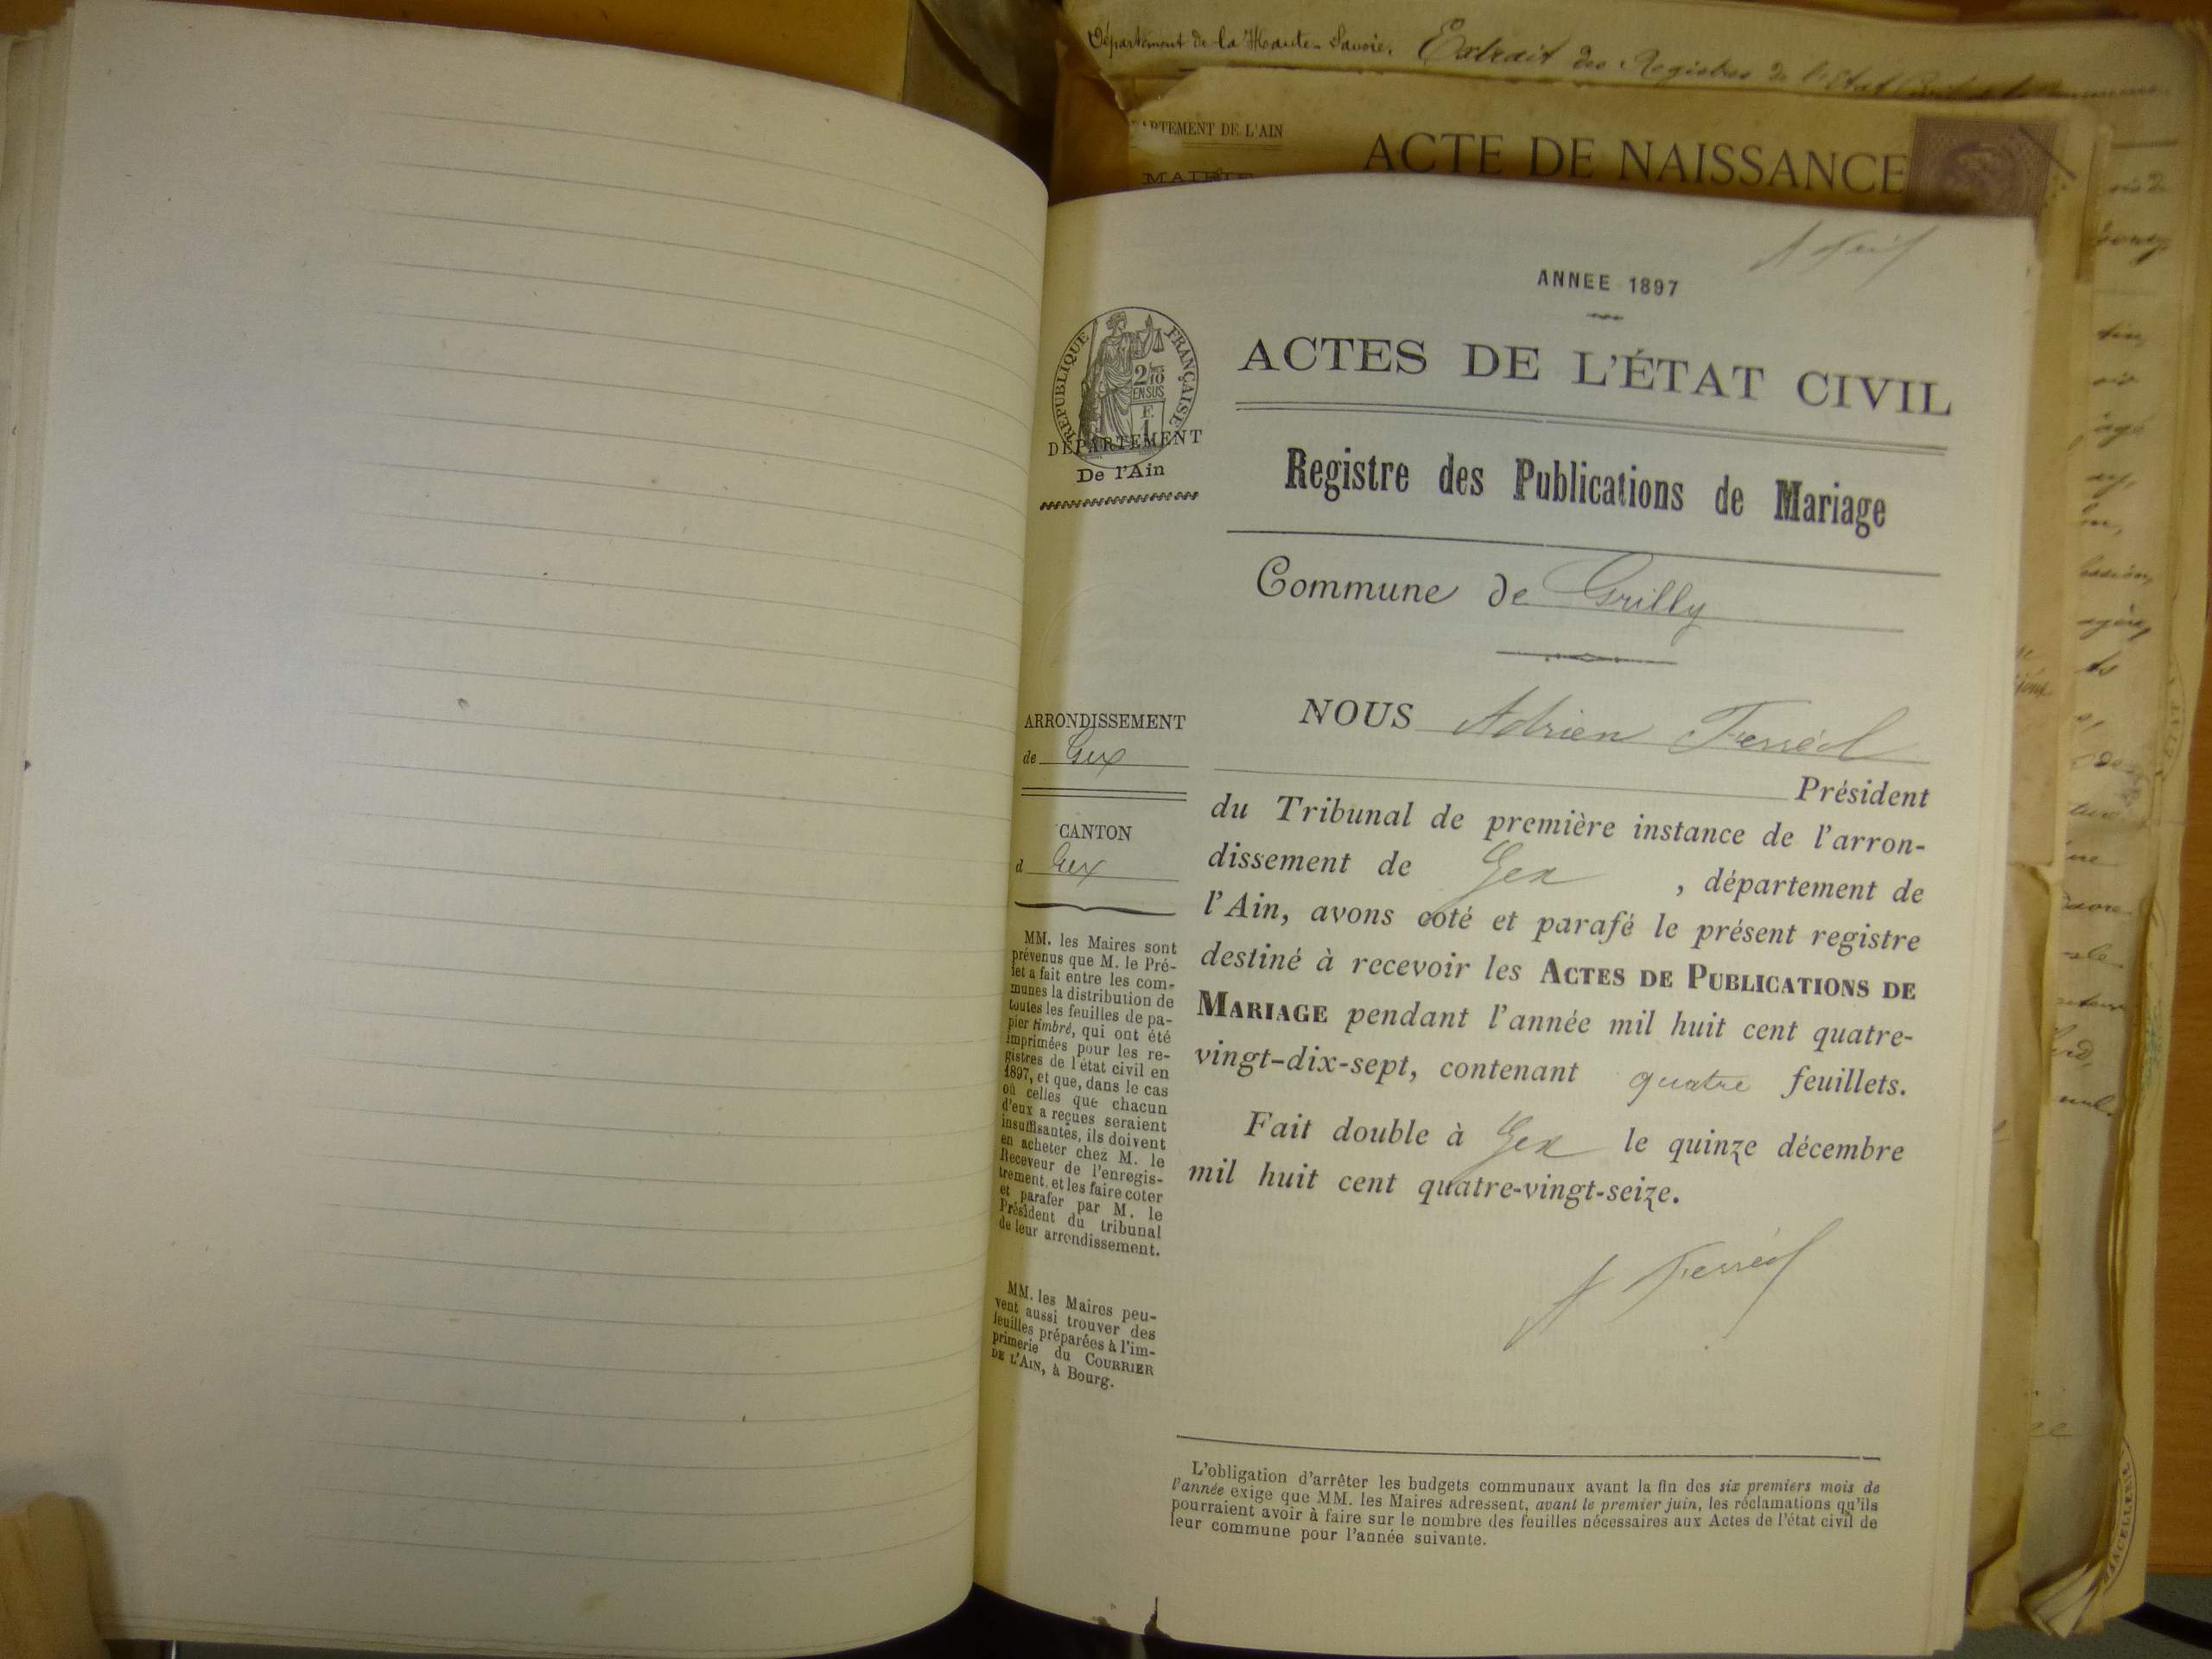 Département de la Haute-Savoie. Extrait des Registres de l'État Civil
ARTEMENT DE L'AIN
ACTE DE NAISSANCE
MAIRIE
ANNEE 1897
RÉPUBLIQUE FRANÇAISE
2/10
EN SUS
ACTES DE L'ÉTAT CIVIL
DÉPARTEMENT
De l'Ain
Registre des Publications de Mariage
Commune de Grilly
ARRONDISSEMENT
de Gex
CANTON
d Gex
MM. les Maires sont
prévenus que M. le Pré-
fet a fait entre les com-
munes la distribution de
toutes les feuilles de pa-
pier timbré, qui ont été
imprimées pour les re-
gistres de l'état civil en
1897, et que, dans le cas
où celles que chacun
d'eux a reçues seraient
insuffisantes, ils doivent
en acheter chez M. le
Receveur de l'enregis-
trement, et les faire coter
et parafer par M. le
Président du tribunal
de leur arrondissement.
MM. les Maires peu-
vent aussi trouver des
feuilles préparées à l'im-
primerie du COURRIER
DE L'AIN, à Bourg.
NOUS Adrien Ferréol
Président
du Tribunal de première instance de l'arron-
dissement de Gex , département de
l'Ain, avons coté et parafé le présent registre
destiné à recevoir les ACTES DE PUBLICATIONS DE
MARIAGE pendant l'année mil huit cent quatre-
vingt-dix-sept, contenant quatre feuillets.
Fait double à Gex le quinze décembre
mil huit cent quatre-vingt-seize.
A Ferréol
L'obligation d'arrêter les budgets communaux avant la fin des six premiers mois de
l'année exige que MM. les Maires adressent, avant le premier juin, les réclamations qu'ils
pourraient avoir à faire sur le nombre des feuilles nécessaires aux Actes de l'état civil de
leur commune pour l'année suivante.